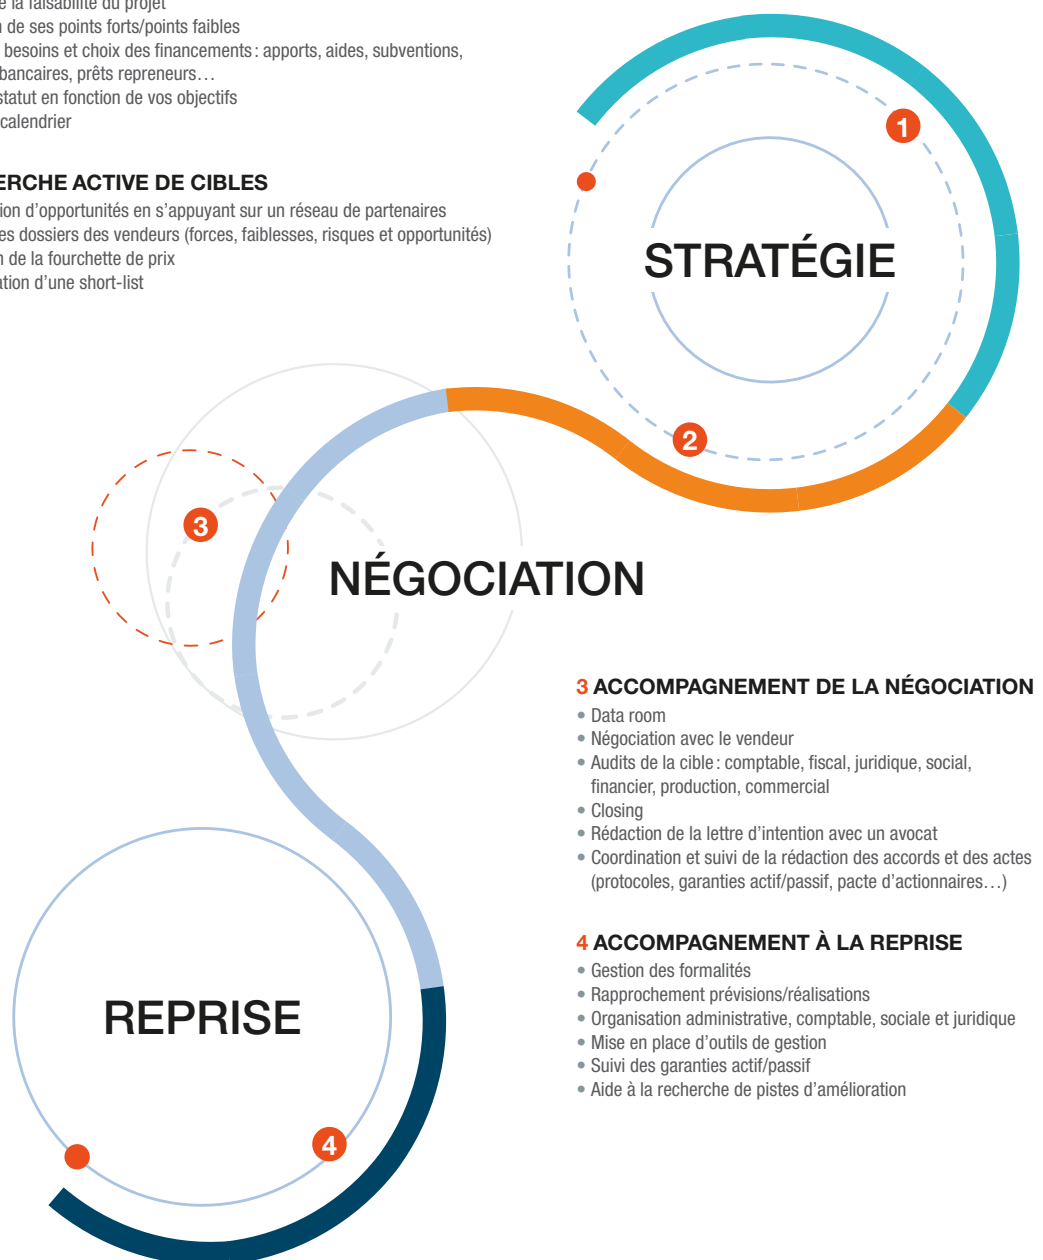 la faisabilité du projet
de ses points forts/points faibles
besoins et choix des financements : apports, aides, subventions,
bancaires, prêts repreneurs…
statut en fonction de vos objectifs
calendrier
ACTIVE DE CIBLES
d’opportunités en s’appuyant sur un réseau de partenaires
dossiers des vendeurs (forces, faiblesses, risques et opportunités)
de la fourchette de prix
d’une short-list
1
STRATÉGIE
2
3
NÉGOCIATION
3 ACCOMPAGNEMENT DE LA NÉGOCIATION
• Data room
• Négociation avec le vendeur
• Audits de la cible : comptable, fiscal, juridique, social,
financier, production, commercial
• Closing
• Rédaction de la lettre d’intention avec un avocat
• Coordination et suivi de la rédaction des accords et des actes
(protocoles, garanties actif/passif, pacte d’actionnaires…)
4 ACCOMPAGNEMENT À LA REPRISE
• Gestion des formalités
• Rapprochement prévisions/réalisations
• Organisation administrative, comptable, sociale et juridique
• Mise en place d’outils de gestion
• Suivi des garanties actif/passif
• Aide à la recherche de pistes d’amélioration
REPRISE
4